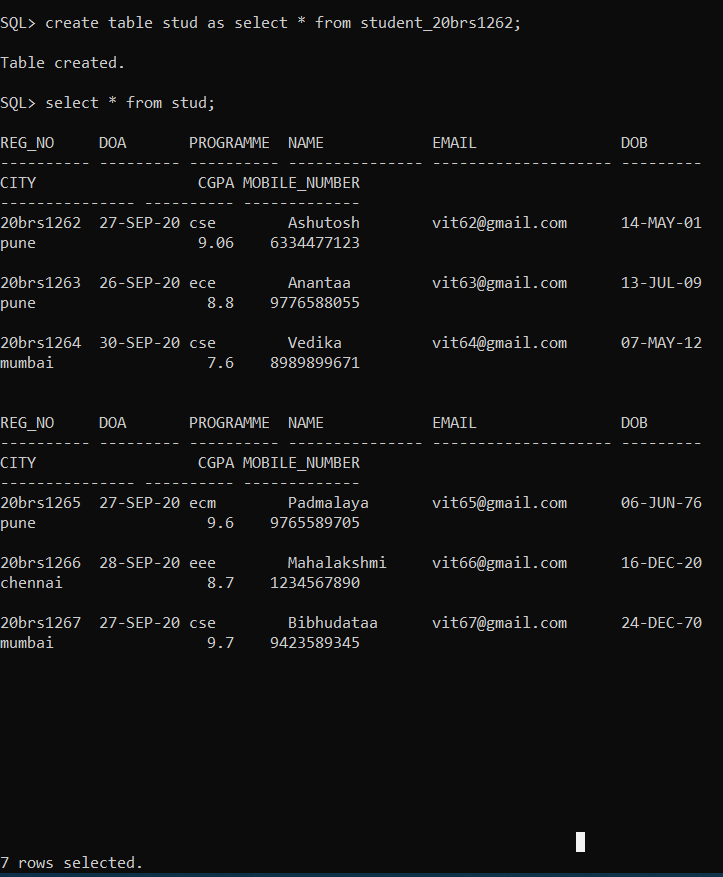 SQL> create table stud as select * from student_20brs1262;
Table created.
SQL> select * from stud;
REG_NO     DOA       PROGRAMME  NAME            EMAIL                DOB
---------- --------- ---------- --------------- -------------------- ---------
CITY                  CGPA MOBILE_NUMBER
--------------- ---------- -------------
20brs1262  27-SEP-20 cse        Ashutosh        vit62@gmail.com      14-MAY-01
pune                  9.06    6334477123
20brs1263  26-SEP-20 ece        Anantaa         vit63@gmail.com      13-JUL-09
pune                   8.8    9776588055
20brs1264  30-SEP-20 cse        Vedika          vit64@gmail.com      07-MAY-12
mumbai                 7.6    8989899671
REG_NO     DOA       PROGRAMME  NAME            EMAIL                DOB
---------- --------- ---------- --------------- -------------------- ---------
CITY                  CGPA MOBILE_NUMBER
--------------- ---------- -------------
20brs1265  27-SEP-20 ecm        Padmalaya       vit65@gmail.com      06-JUN-76
pune                   9.6    9765589705
20brs1266  28-SEP-20 eee        Mahalakshmi     vit66@gmail.com      16-DEC-20
chennai                8.7    1234567890
20brs1267  27-SEP-20 cse        Bibhudataa      vit67@gmail.com      24-DEC-70
mumbai                 9.7    9423589345
7 rows selected.